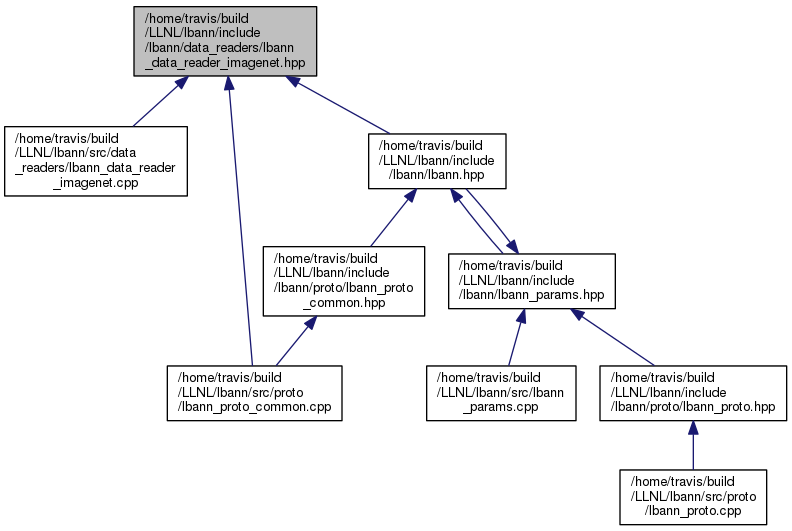 /home/travis/build
/LLNL/lbann/include
/lbann/data_readers/lbann
_data_reader_imagenet.hpp
/home/travis/build
/LLNL/lbann/src/data
_readers/lbann_data_reader
_imagenet.cpp
/home/travis/build
/LLNL/lbann/include
/lbann/lbann.hpp
/home/travis/build
/LLNL/lbann/include
/lbann/proto/lbann_proto
_common.hpp
/home/travis/build
/LLNL/lbann/include
/lbann/lbann_params.hpp
/home/travis/build
/LLNL/lbann/src/proto
/lbann_proto_common.cpp
/home/travis/build
/LLNL/lbann/src/lbann
_params.cpp
/home/travis/build
/LLNL/lbann/include
/lbann/proto/lbann_proto.hpp
/home/travis/build
/LLNL/lbann/src/proto
/lbann_proto.cpp